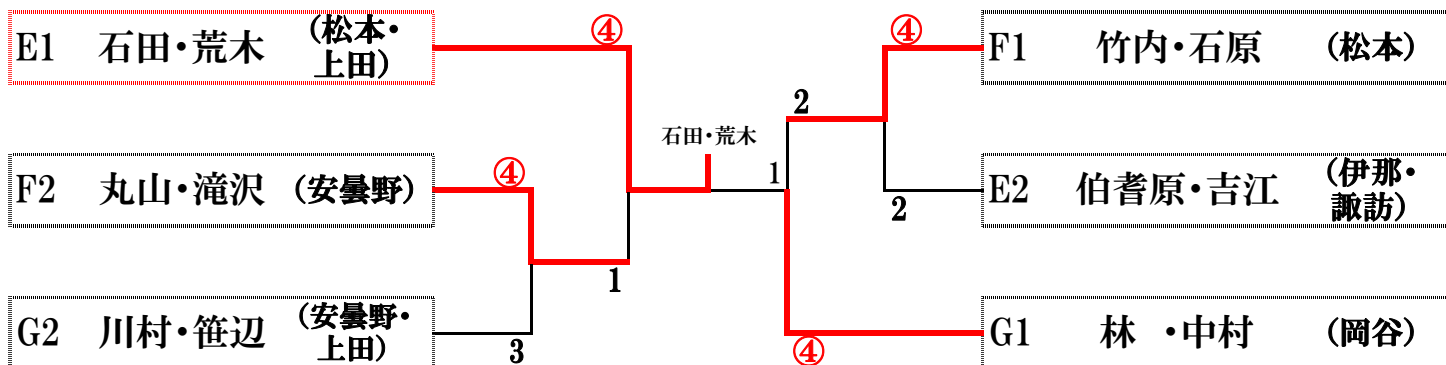 E1 石田・荒木 (松本・
上田)
④
④
F1 竹内・石原 (松本)
2
石田・荒木
F2 丸山・滝沢 (安曇野)
④
1
E2 伯耆原・吉江 (伊那・
諏訪)
2
1
G2 川村・笹辺 (安曇野・
上田)
3
④
G1 林 ・中村 (岡谷)